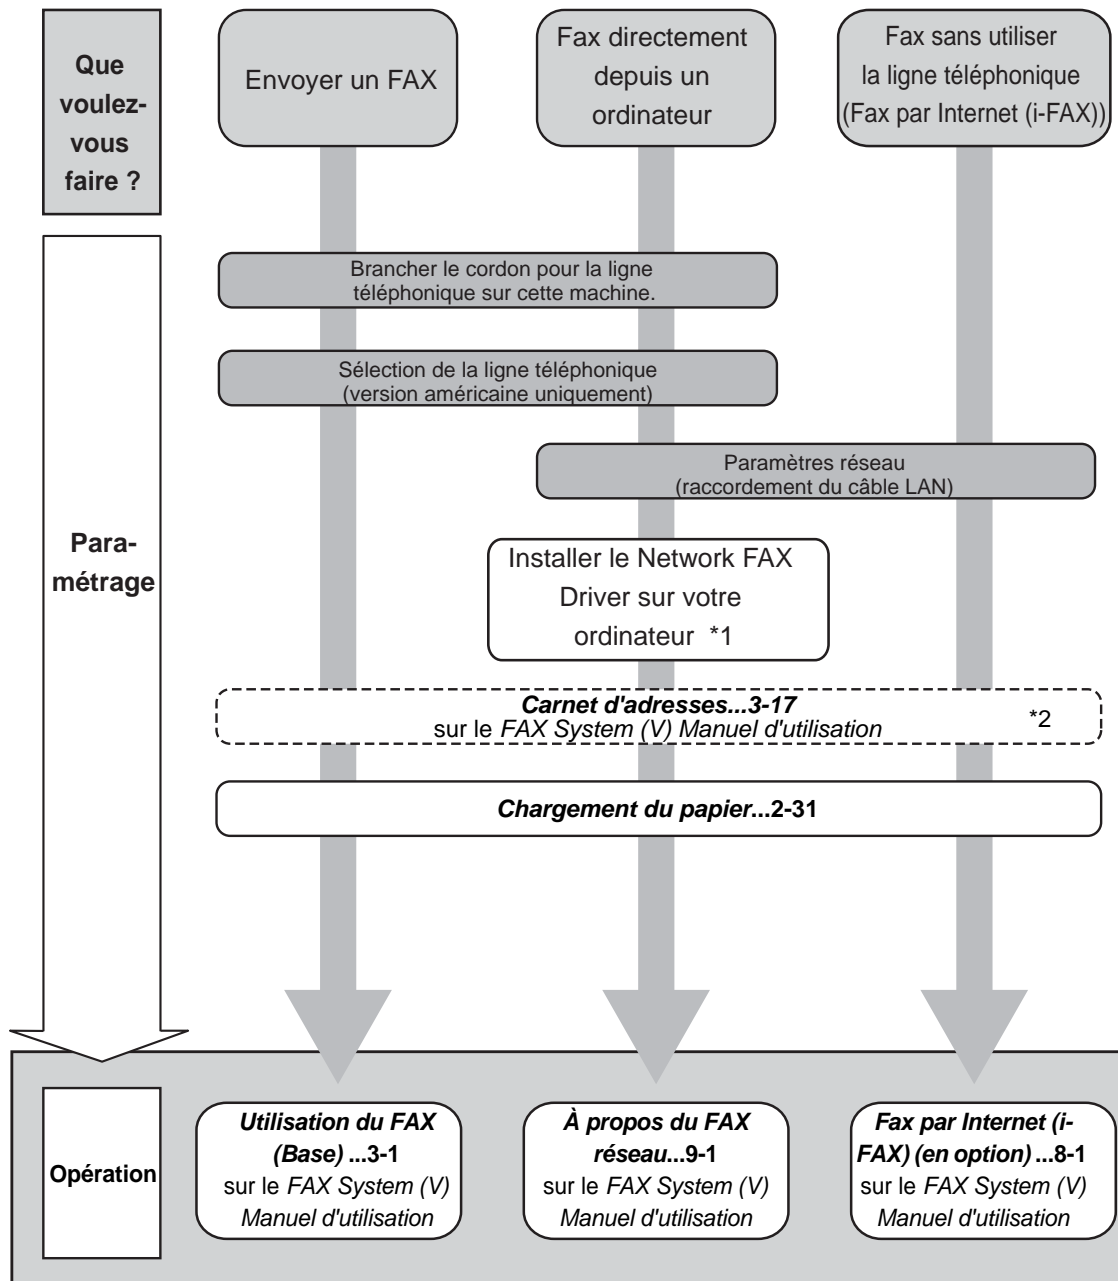 Que
voulez-
vous
faire ?
Envoyer un FAX
Fax directement
depuis un
ordinateur
Fax sans utiliser
la ligne téléphonique
(Fax par Internet (i-FAX))
Para-
métrage
Brancher le cordon pour la ligne
téléphonique sur cette machine.
Sélection de la ligne téléphonique
(version américaine uniquement)
Paramètres réseau
(raccordement du câble LAN)
Installer le Network FAX
Driver sur votre
ordinateur *1
Carnet d'adresses...3-17
sur le FAX System (V) Manuel d'utilisation *2
Chargement du papier...2-31
Opération
Utilisation du FAX
(Base) ...3-1
sur le FAX System (V)
Manuel d'utilisation
À propos du FAX
réseau...9-1
sur le FAX System (V)
Manuel d'utilisation
Fax par Internet (i-
FAX) (en option) ...8-1
sur le FAX System (V)
Manuel d'utilisation